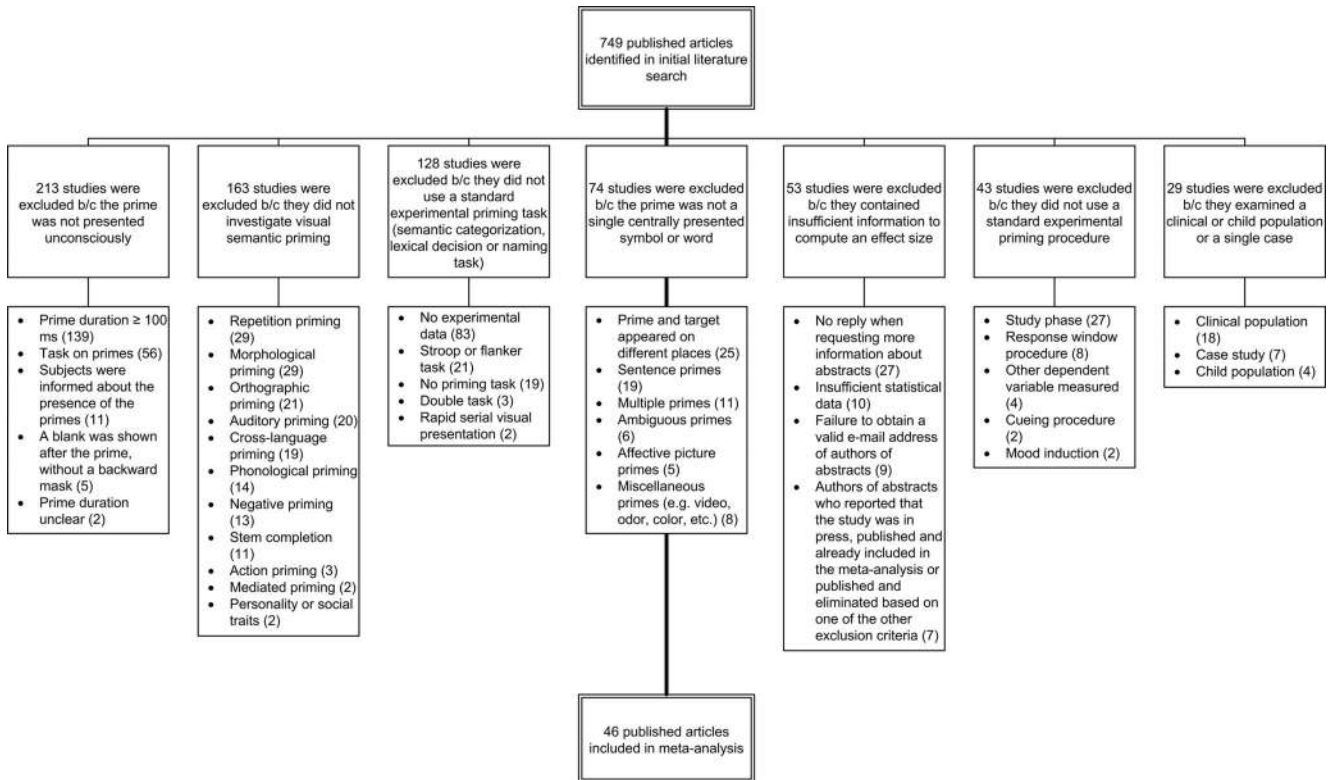 749 published articles
identified in initial literature
search
213 studies were
excluded b/c the prime
was not presented
unconsciously
163 studies were
excluded b/c they did not
investigate visual
semantic priming
128 studies were
excluded b/c they did not
use a standard
experimental priming task
(semantic categorization,
lexical decision or naming
task)
74 studies were excluded
b/c the prime was not a
single centrally presented
symbol or word
53 studies were excluded
b/c they contained
insufficient information to
compute an effect size
43 studies were excluded
b/c they did not use a
standard experimental
priming procedure
29 studies were excluded
b/c they examined a
clinical or child population
or a single case
• Prime duration ≥ 100
ms (139)
• Task on primes (56)
• Subjects were
informed about the
presence of the
primes (11)
• A blank was shown
after the prime,
without a backward
mask (5)
• Prime duration
unclear (2)
• Repetition priming
(29)
• Morphological
priming (29)
• Orthographic
priming (21)
• Auditory priming (20)
• Cross-language
priming (19)
• Phonological priming
(14)
• Negative priming
(13)
• Stem completion
(11)
• Action priming (3)
• Mediated priming (2)
• Personality or social
traits (2)
• No experimental
data (83)
• Stroop or flanker
task (21)
• No priming task (19)
• Double task (3)
• Rapid serial visual
presentation (2)
• Prime and target
appeared on
different places (25)
• Sentence primes
(19)
• Multiple primes (11)
• Ambiguous primes
(6)
• Affective picture
primes (5)
• Miscellaneous
primes (e.g. video,
odor, color, etc.) (8)
• No reply when
requesting more
information about
abstracts (27)
• Insufficient statistical
data (10)
• Failure to obtain a
valid e-mail address
of authors of
abstracts (9)
• Authors of abstracts
who reported that
the study was in
press, published and
already included in
the meta-analysis or
published and
eliminated based on
one of the other
exclusion criteria (7)
• Study phase (27)
• Response window
procedure (8)
• Other dependent
variable measured
(4)
• Cueing procedure
(2)
• Mood induction (2)
• Clinical population
(18)
• Case study (7)
• Child population (4)
46 published articles
included in meta-analysis